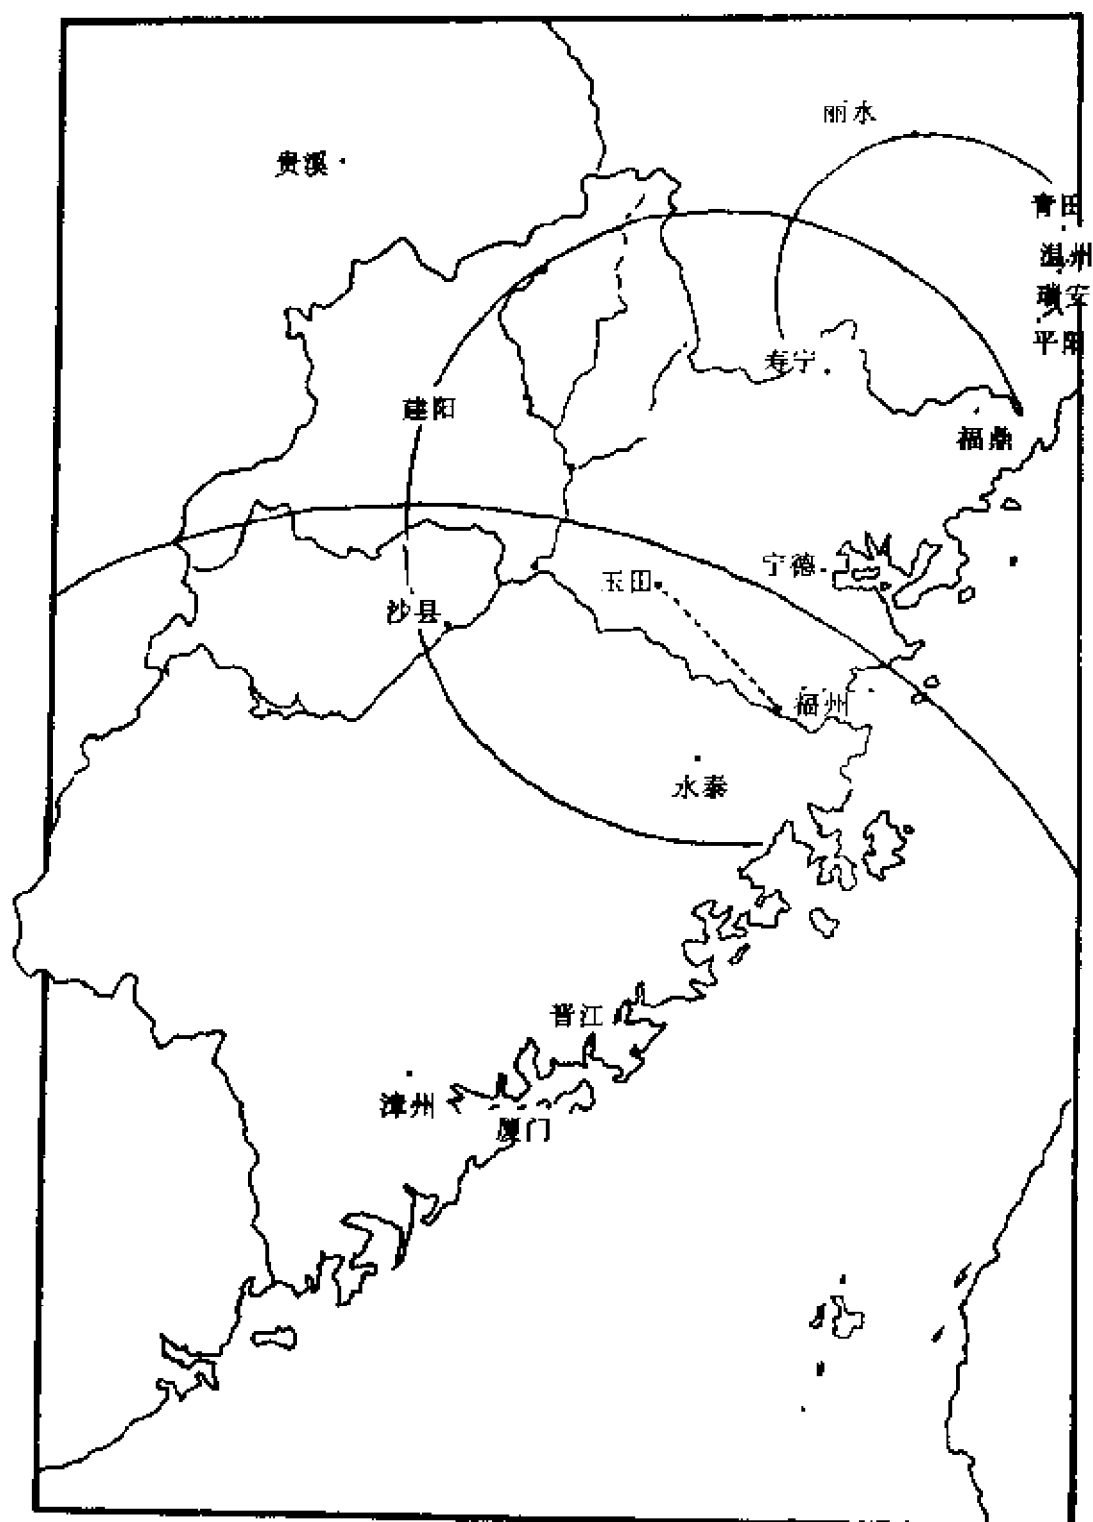 丽水
贵溪
青田
温州
瑞安
平阳
寿宁
建阳
福鼎
宁德
玉田
沙县
福州
永泰
晋江
漳州
厦门